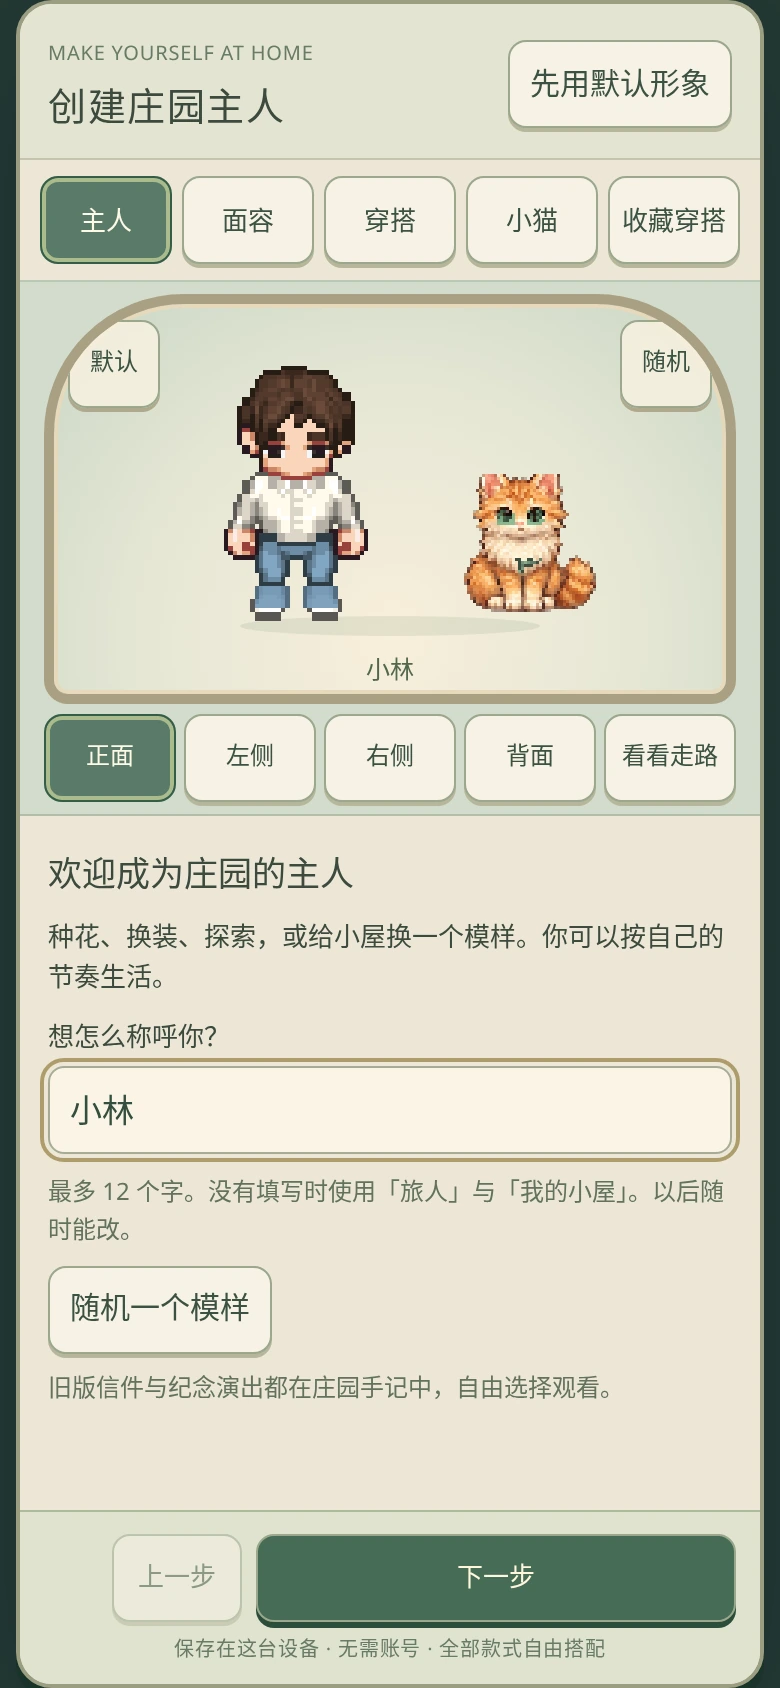 MAKE YOURSELF AT HOME
创建庄园主人
先用默认形象
主人
面容
穿搭
小猫
收藏穿搭
默认
随机
小林
正面
左侧
右侧
背面
看看走路
欢迎成为庄园的主人
种花、换装、探索，或给小屋换一个模样。你可以按自己的
节奏生活。
想怎么称呼你？
小林
最多 12 个字。没有填写时使用「旅人」与「我的小屋」。以后随
时能改。
随机一个模样
旧版信件与纪念演出都在庄园手记中，自由选择观看。
上一步
下一步
保存在这台设备 · 无需账号 · 全部款式自由搭配